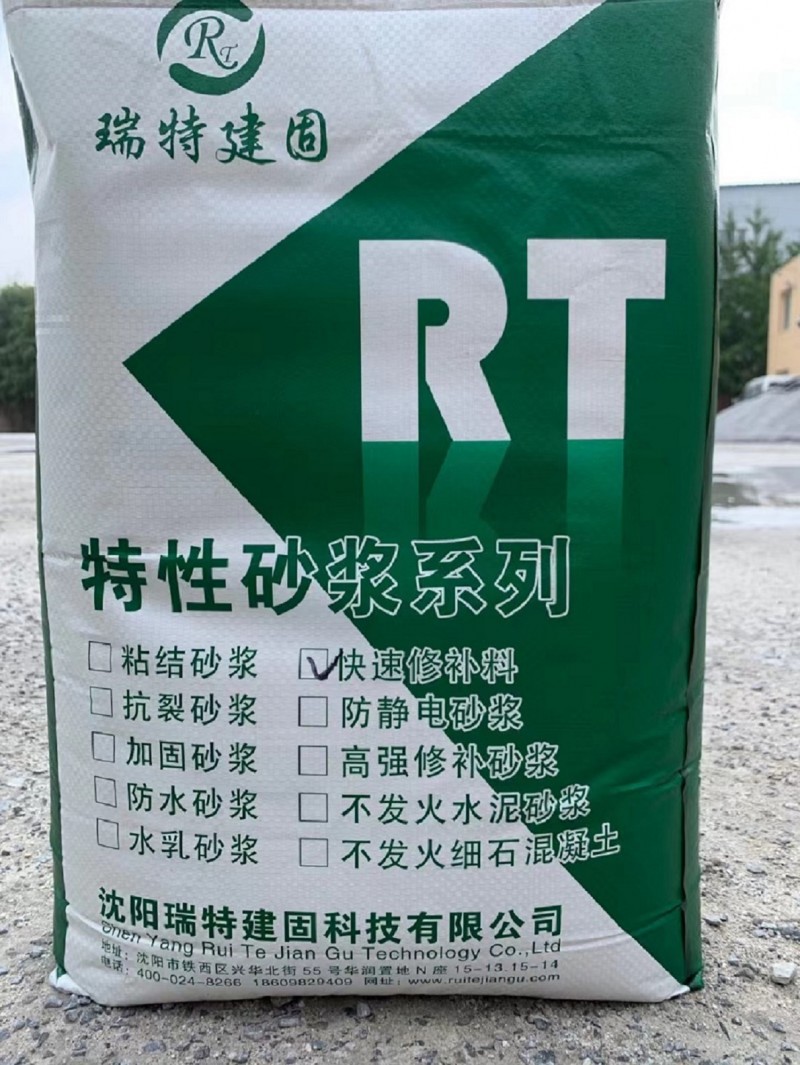 RT
瑞特建固
RT
特性砂浆系列
粘结砂浆
快速修补料
抗裂砂浆
防静电砂浆
加固砂浆
高强修补砂浆
防水砂浆
不发火水泥砂浆
水乳砂浆
不发火细石混凝土
沈阳瑞特建固科技有限公司
Shen Yang Rui Te Jian Gu Technology Co.,Ltd
地址:沈阳市铁西区兴华北街55号华润置地N座15-13.15-14
电话:400-024-8266 18609829409 网址:www.ruitejiangu.com